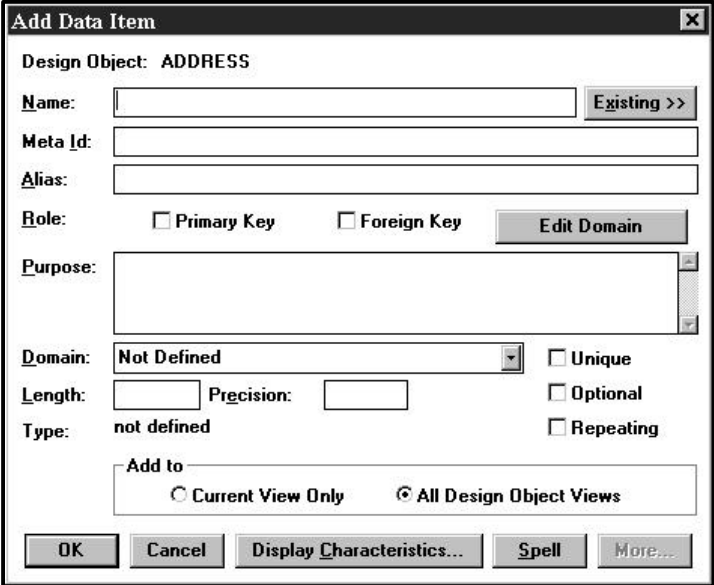 Add Data Item
Design Object: ADDRESS
Name: Existing >>
Meta Id:
Alias:
Role: Primary Key Foreign Key Edit Domain
Purpose:
Domain: Not Defined Unique
Length: Precision: Optional
Type: not defined Repeating
Add to
Current View Only All Design Object Views
OK Cancel Display Characteristics... Spell More...